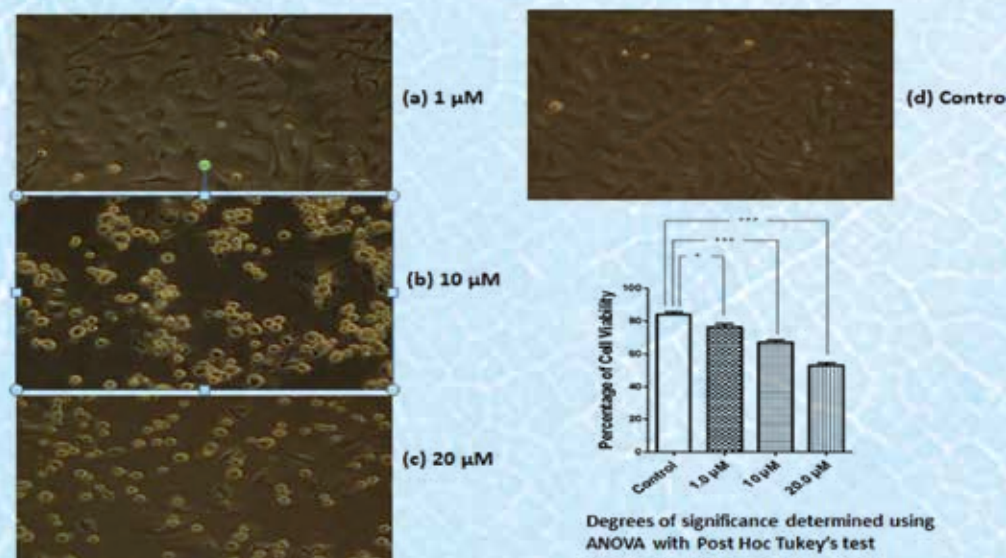 (a) 1 µM
(b) 10 µM
(c) 20 µM
(d) Control
***
***
*
Percentage of Cell Viability
100
80
60
40
20
0
Control
1.0 µM
10 µM
20.0 µM
Degrees of significance determined using
ANOVA with Post Hoc Tukey's test